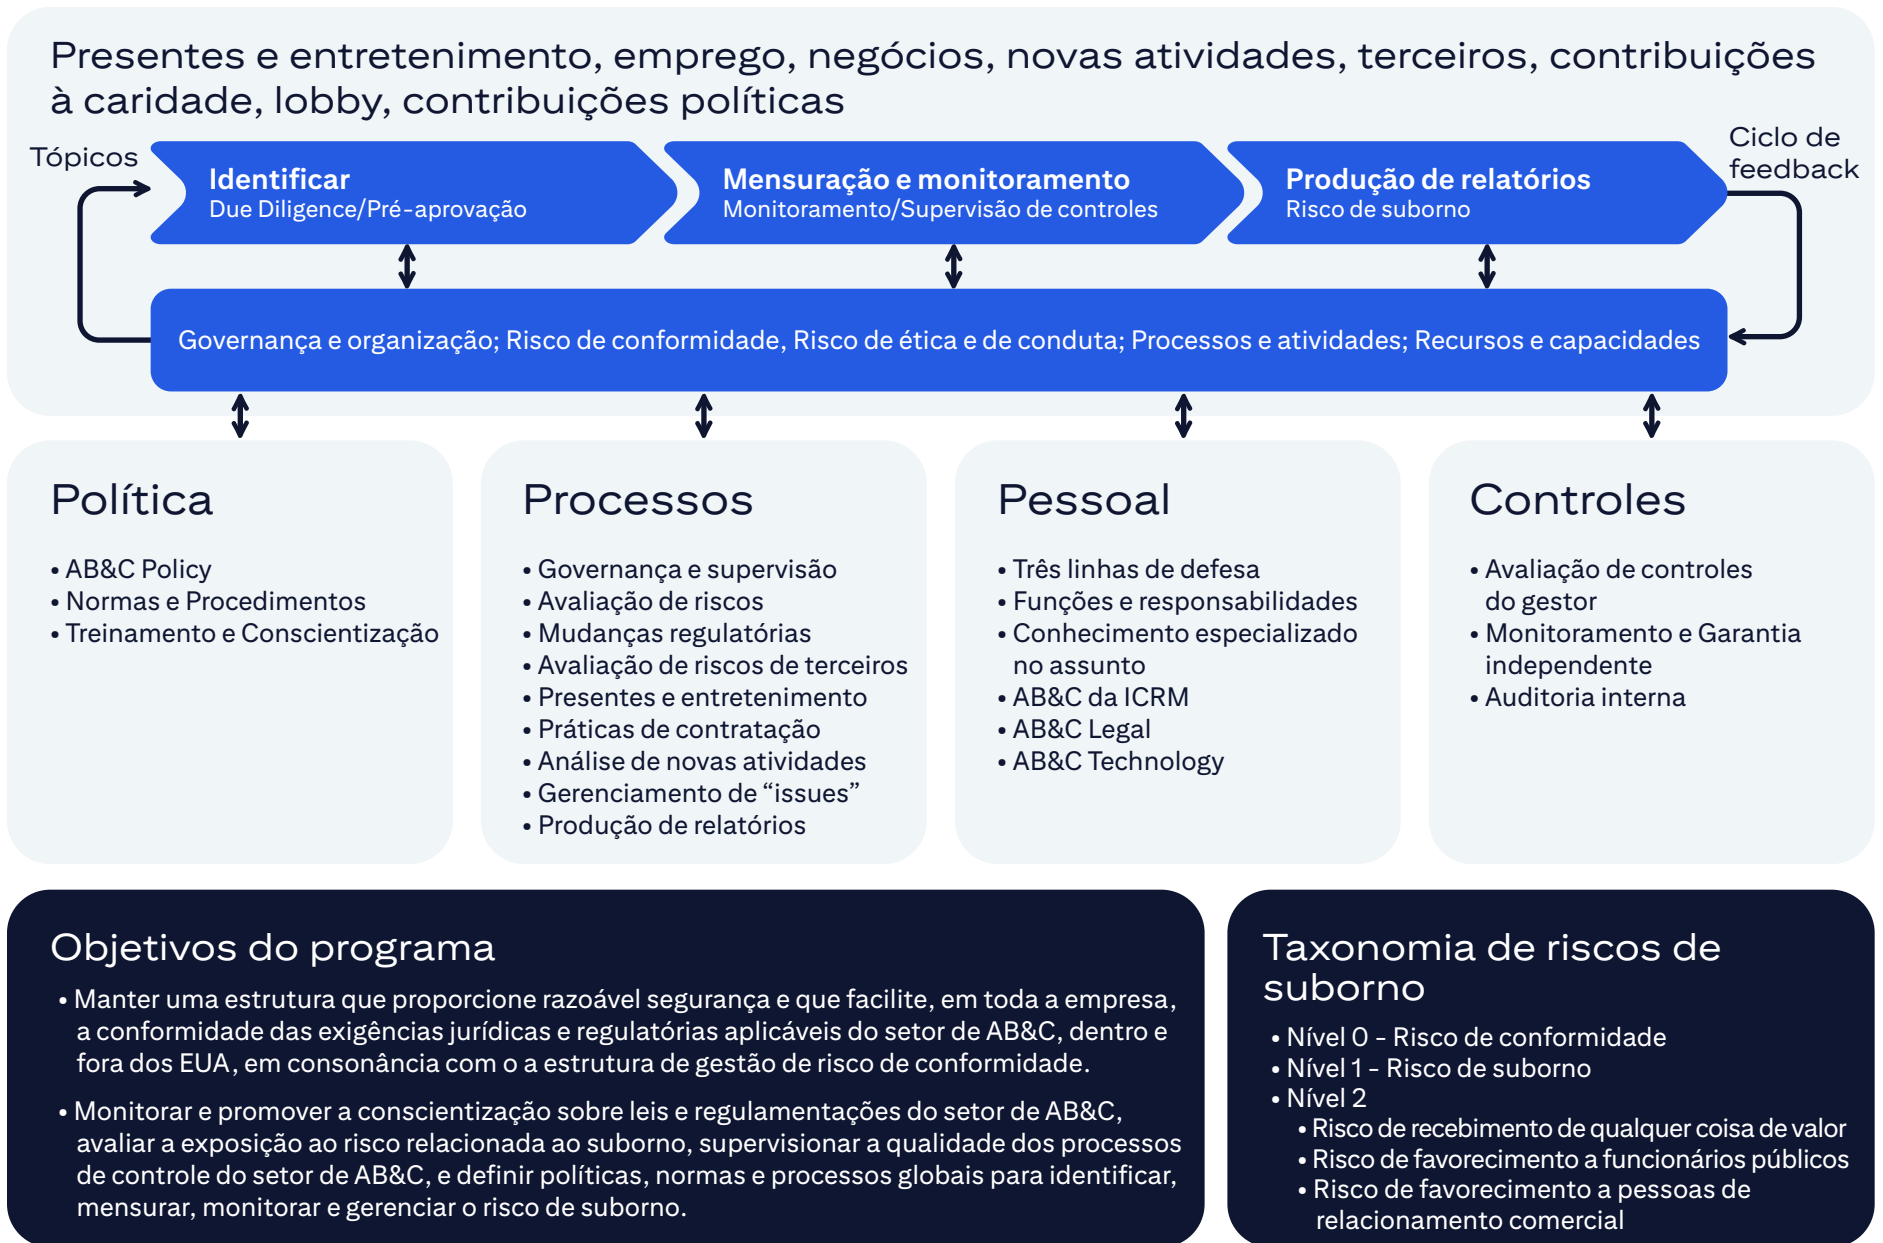 Presentes e entretenimento, emprego, negócios, novas atividades, terceiros, contribuições
à caridade, lobby, contribuições políticas
Tópicos
Ciclo de
feedback
Identificar
Due Diligence/Pré-aprovação
Mensuração e monitoramento
Monitoramento/Supervisão de controles
Produção de relatórios
Risco de suborno
Governança e organização; Risco de conformidade, Risco de ética e de conduta; Processos e atividades; Recursos e capacidades
Política
• AB&C Policy
• Normas e Procedimentos
• Treinamento e Conscientização
Processos
• Governança e supervisão
• Avaliação de riscos
• Mudanças regulatórias
• Avaliação de riscos de terceiros
• Presentes e entretenimento
• Práticas de contratação
• Análise de novas atividades
• Gerenciamento de “issues”
• Produção de relatórios
Pessoal
• Três linhas de defesa
• Funções e responsabilidades
• Conhecimento especializado
no assunto
• AB&C da ICRM
• AB&C Legal
• AB&C Technology
Controles
• Avaliação de controles
do gestor
• Monitoramento e Garantia
independente
• Auditoria interna
Objetivos do programa
• Manter uma estrutura que proporcione razoável segurança e que facilite, em toda a empresa,
a conformidade das exigências jurídicas e regulatórias aplicáveis do setor de AB&C, dentro e
fora dos EUA, em consonância com o a estrutura de gestão de risco de conformidade.
• Monitorar e promover a conscientização sobre leis e regulamentações do setor de AB&C,
avaliar a exposição ao risco relacionada ao suborno, supervisionar a qualidade dos processos
de controle do setor de AB&C, e definir políticas, normas e processos globais para identificar,
mensurar, monitorar e gerenciar o risco de suborno.
Taxonomia de riscos de
suborno
• Nível 0 - Risco de conformidade
• Nível 1 - Risco de suborno
• Nível 2
• Risco de recebimento de qualquer coisa de valor
• Risco de favorecimento a funcionários públicos
• Risco de favorecimento a pessoas de
relacionamento comercial